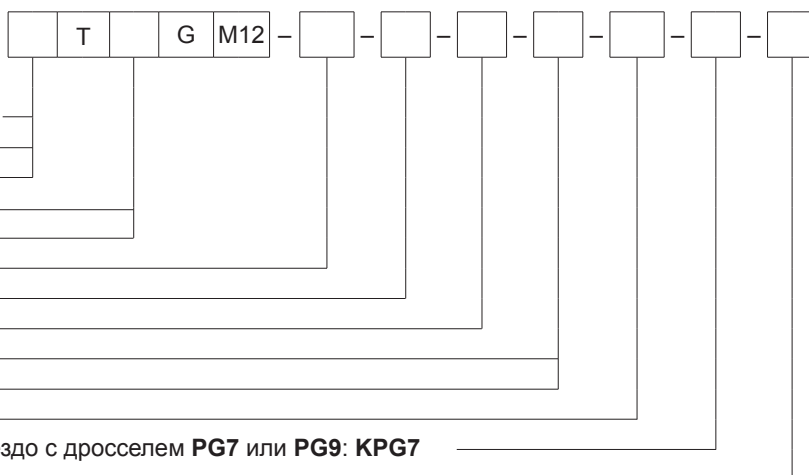 T G M12 – – – – – – –
здо с дросселем PG7 или PG9: KPG7